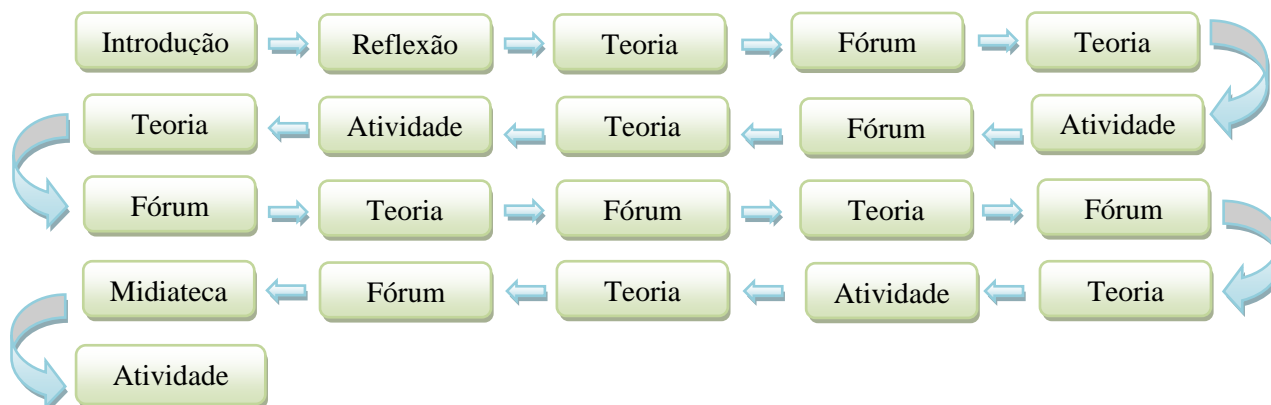 Introdução Reflexão Teoria Fórum Teoria
Teoria Atividade Teoria Fórum Atividade
Fórum Teoria Fórum Teoria Fórum
Midiateca Fórum Teoria Atividade Teoria
Atividade